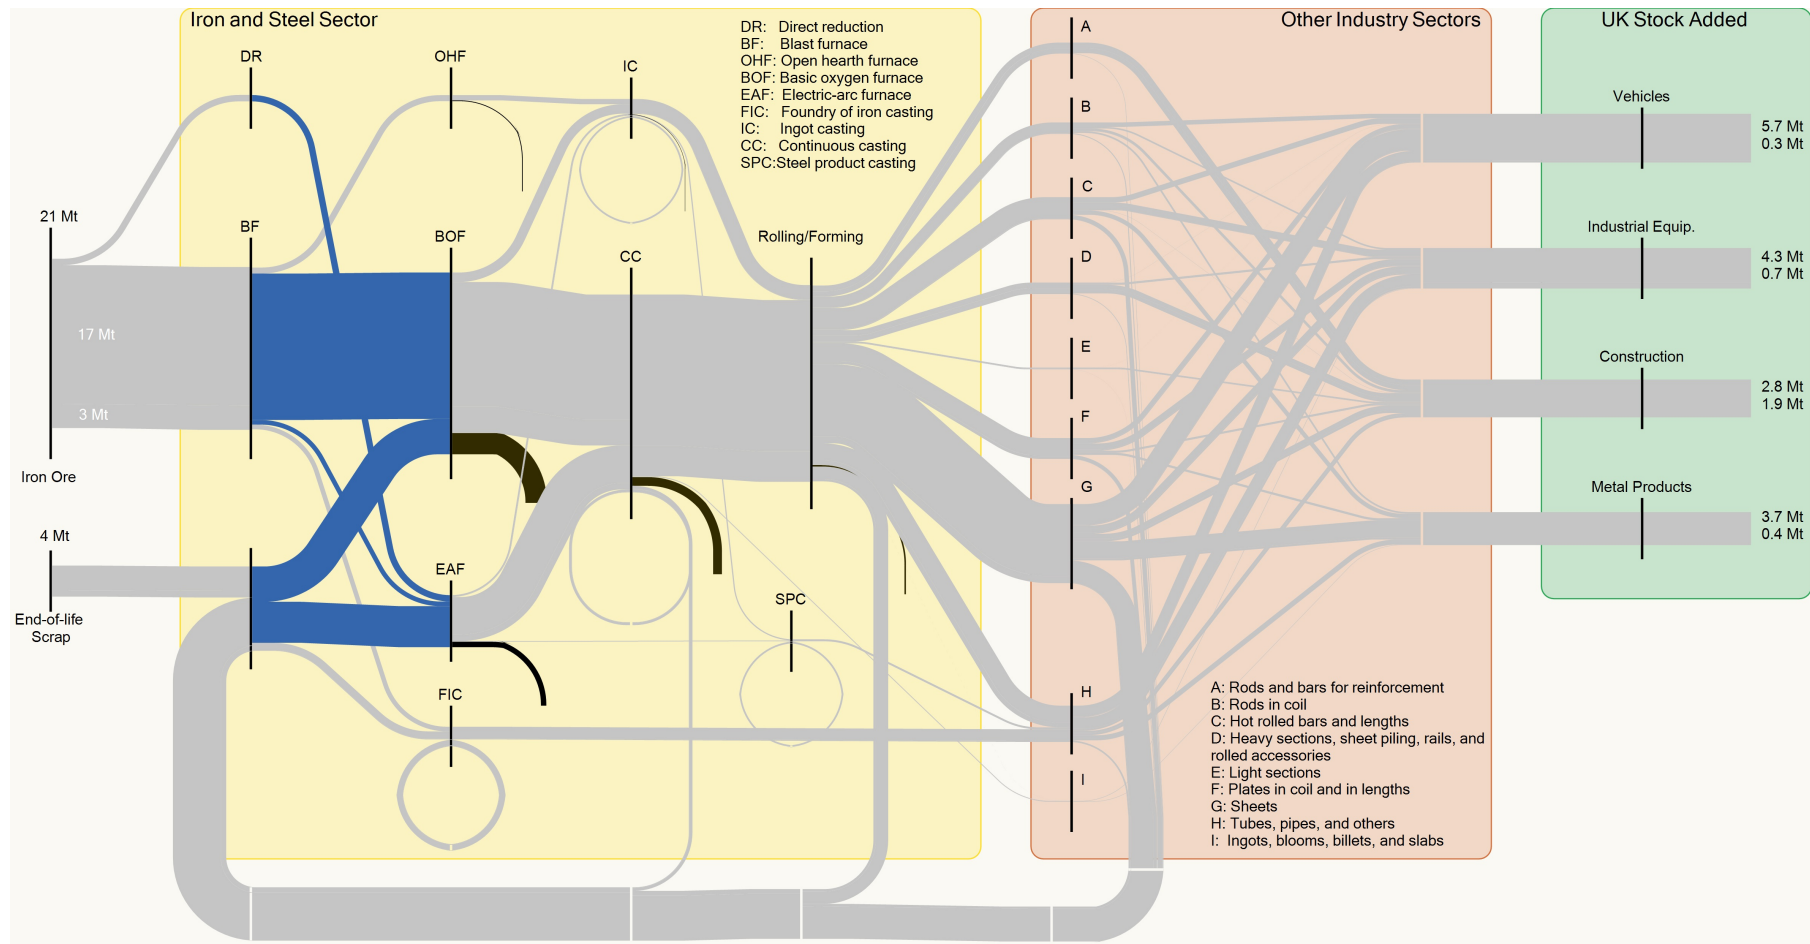 Iron and Steel Sector
Other Industry Sectors
UK Stock Added
DR: Direct reduction
BF: Blast furnace
OHF: Open hearth furnace
BOF: Basic oxygen furnace
EAF: Electric-arc furnace
FIC: Foundry of iron casting
IC: Ingot casting
CC: Continuous casting
SPC:Steel product casting
DR
OHF
IC
21 Mt
BF
BOF
CC
Rolling/Forming
17 Mt
3 Mt
Iron Ore
4 Mt
End-of-life
Scrap
EAF
SPC
FIC
A
B
C
D
E
F
G
H
I
Vehicles
5.7 Mt
0.3 Mt
Industrial Equip.
4.3 Mt
0.7 Mt
Construction
2.8 Mt
1.9 Mt
Metal Products
3.7 Mt
0.4 Mt
A: Rods and bars for reinforcement
B: Rods in coil
C: Hot rolled bars and lengths
D: Heavy sections, sheet piling, rails, and
rolled accessories
E: Light sections
F: Plates in coil and in lengths
G: Sheets
H: Tubes, pipes, and others
I: Ingots, blooms, billets, and slabs